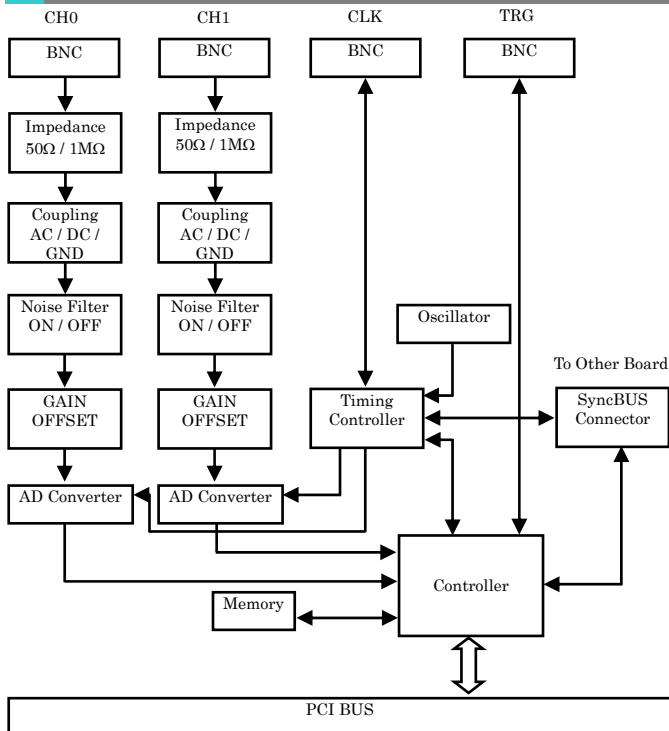 CH0
CH1
CLK
TRG
BNC
BNC
BNC
BNC
Impedance
50Ω / 1MΩ
Impedance
50Ω / 1MΩ
Coupling
AC / DC /
GND
Coupling
AC / DC /
GND
Noise Filter
ON / OFF
Noise Filter
ON / OFF
Oscillator
To Other Board
GAIN
OFFSET
GAIN
OFFSET
Timing
Controller
SyncBUS
Connector
AD Converter
AD Converter
Controller
Memory
PCI BUS